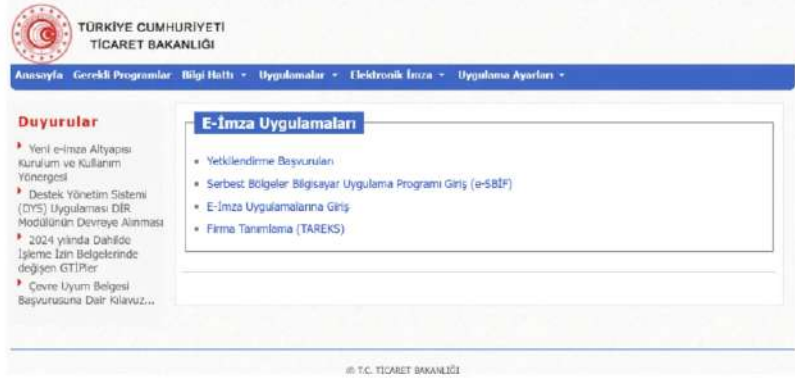 TÜRKİYE CUMHURİYETİ
TİCARET BAKANLIĞI
Anasayfa Gerekli Programlar Bilgi Hattı Uygulamalar Elektronik İmza Uygulama Ayarları
Duyurular
Yeni e-imza Altyapısı
Kurulum ve Kullanım
Yönergesi
Destek Yönetim Sistemi
(DYS) Uygulaması DİR
Modülünün Devreye Alınması
2024 yılında Dahilde
İşleme İzin Belgelerinde
değişen GTİPler
Çevre Uyum Belgesi
Başvurusuna Dair Kılavuz...
E-İmza Uygulamaları
Yetkilendirme Başvuruları
Serbest Bölgeler Bilgisayar Uygulama Programı Giriş (e-SBİF)
E-İmza Uygulamalarına Giriş
Firma Tanımlama (TAREKS)
© T.C. TİCARET BAKANLIĞI